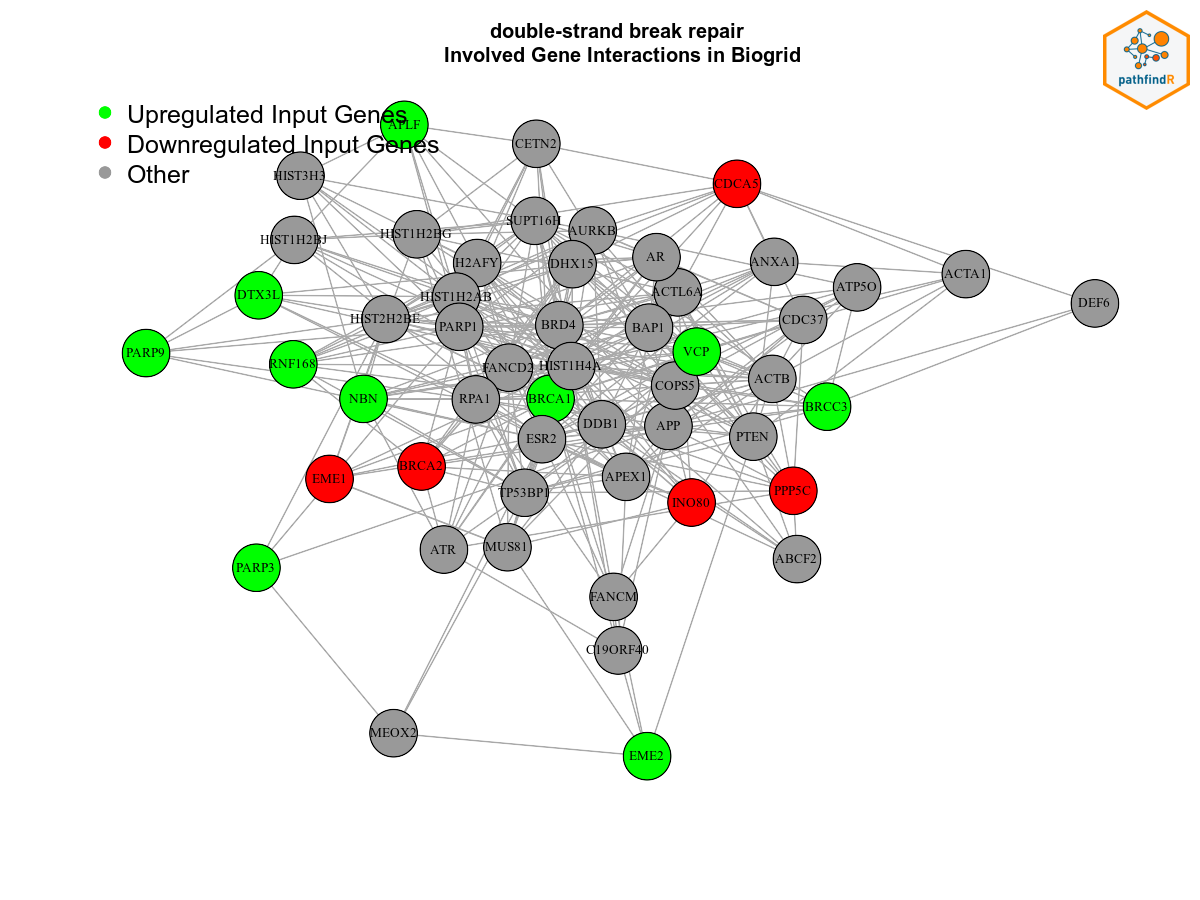 double-strand break repair
Involved Gene Interactions in Biogrid
pathfindR
Upregulated Input Genes
Downregulated Input Genes
Other
APLF
CETN2
HIST3H3
CDCA5
SUPT16H
AURKB
HIST1H2BG
HIST1H2BJ
H2AFY
DHX15
AR
ANXA1
ACTA1
ATP5O
DTX3L
HIST1H2AB
ACTL6A
DEF6
HIST2H2BE
PARP1
BRD4
BAP1
CDC37
PARP9
VCP
RNF168
FANCD2
HIST1H4A
COPS5
ACTB
NBN
RPA1
BRCA1
BRCC3
DDB1
APP
ESR2
PTEN
BRCA2
EME1
APEX1
TP53BP1
INO80
PPP5C
ATR
MUS81
ABCF2
PARP3
FANCM
C19ORF40
MEOX2
EME2